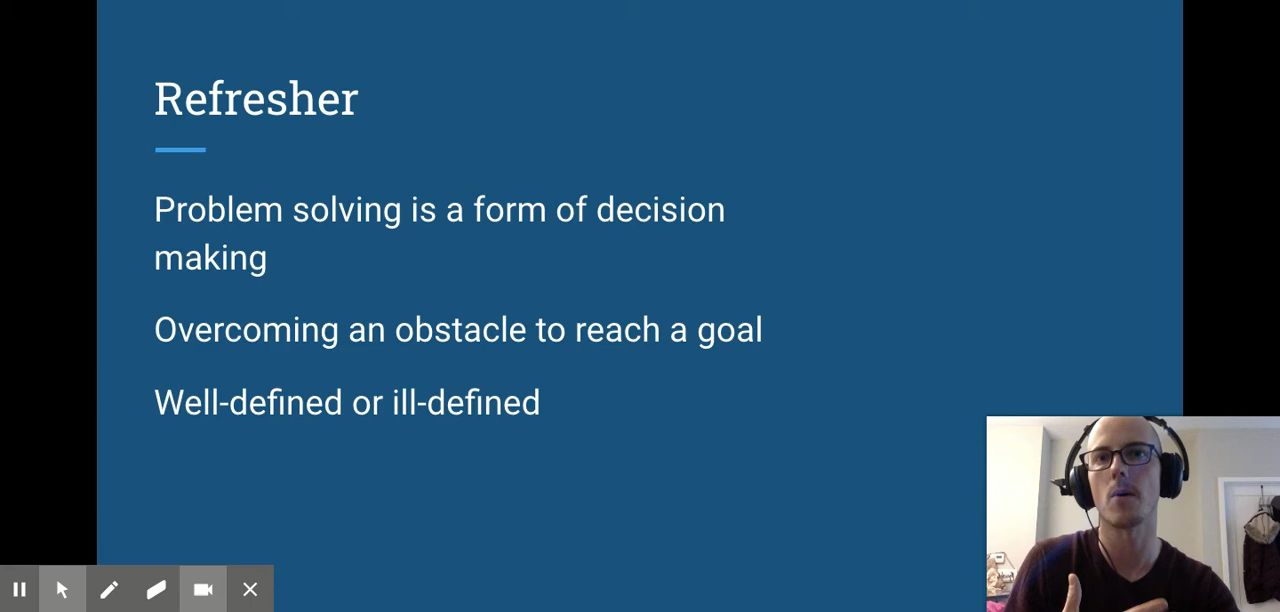 Refresher
Problem solving is a form of decision
making
Overcoming an obstacle to reach a goal
Well-defined or ill-defined